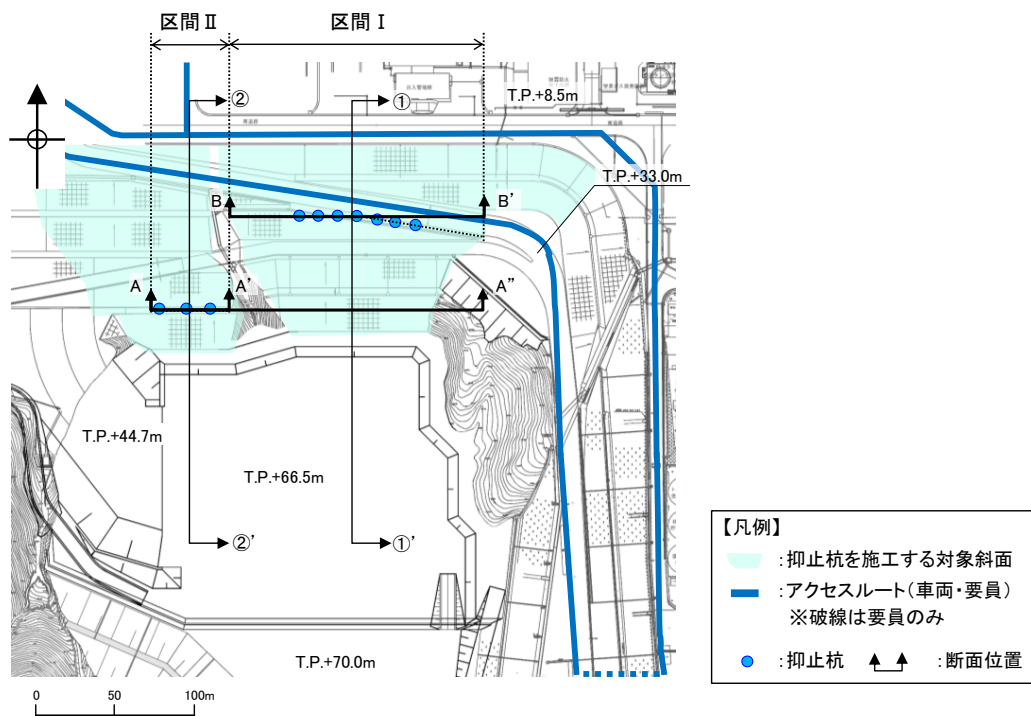 区間Ⅱ 区間Ⅰ
② ①
T.P.+8.5m
T.P.+33.0m
B B'
A A' A"
T.P.+44.7m
T.P.+66.5m
②' ①'
T.P.+70.0m
0 50 100m
【凡例】
:抑止杭を施工する対象斜面
:アクセスルート(車両・要員)
※破線は要員のみ
:抑止杭 :断面位置